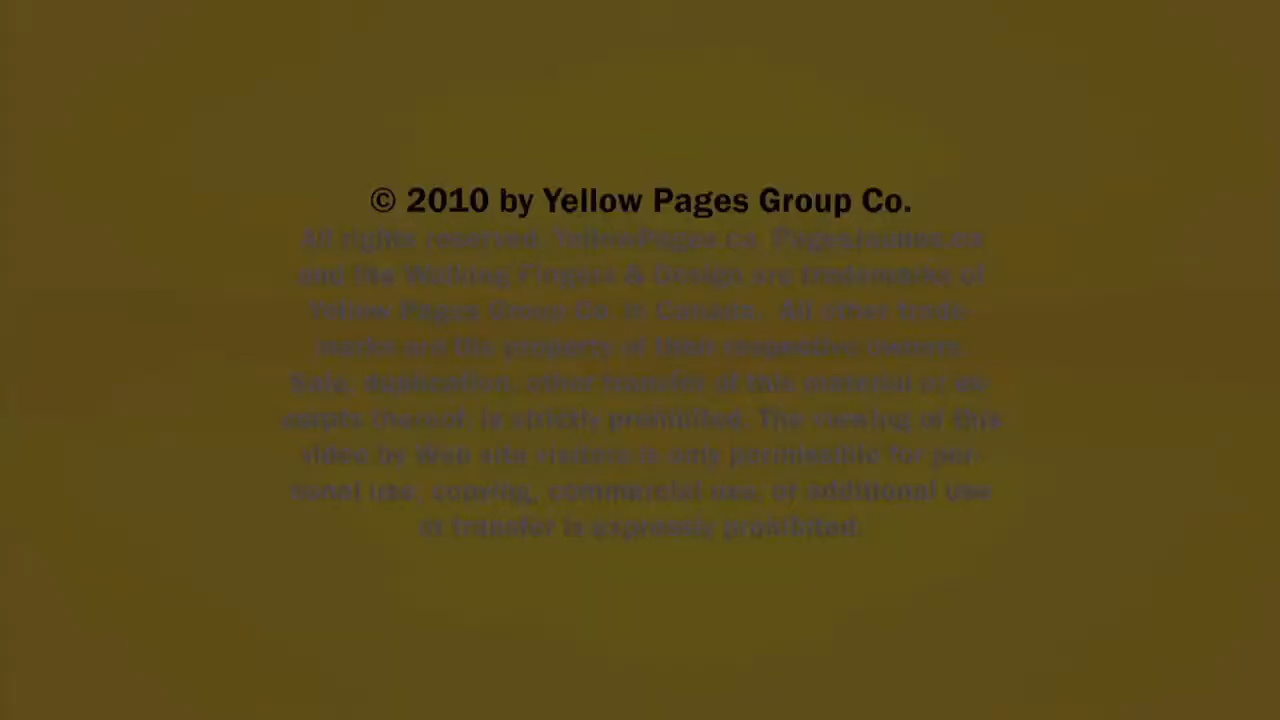 © 2010 by Yellow Pages Group Co.
All rights reserved. YellowPages.ca, PagesJaunes.ca
and the Walking Fingers & Design are trademarks of
Yellow Pages Group Co. in Canada. All other trade-
marks are the property of their respective owners.
Sale, duplication, other transfer of this material or
thereof, is strictly prohibited. The viewing of this
video by Web site visitors is only permissible for per-
sonal use, copying, commercial use, or additional use
or transfer is expressly prohibited.